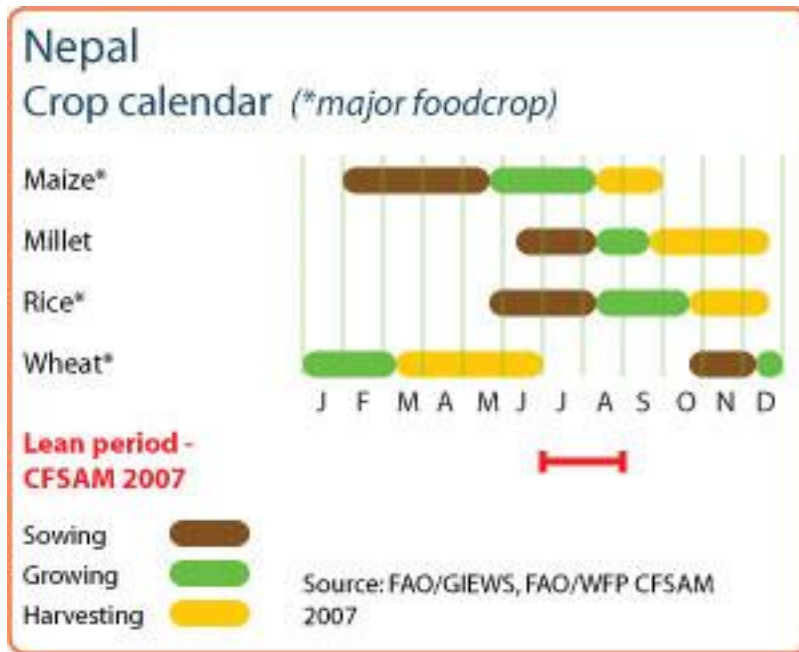 Nepal
Crop calendar (*major foodcrop)
Maize*
Millet
Rice*
Wheat*
J F M A M J J A S O N D
Lean period -
CFSAM 2007
Sowing
Growing
Harvesting
Source: FAO/GIEWS, FAO/WFP CFSAM
2007